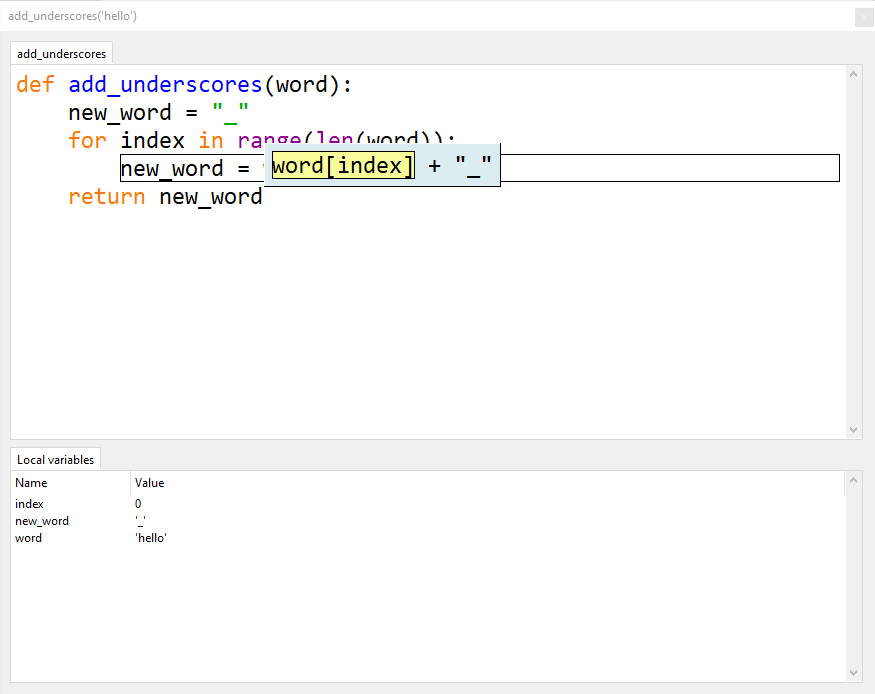 add_underscores('hello')
add_underscores
def add_underscores(word):
new_word = "_"
for index in range(len(word)):
new_word = word[index] + "_"
return new_word
Local variables
Name Value
index 0
new_word '_'
word 'hello'